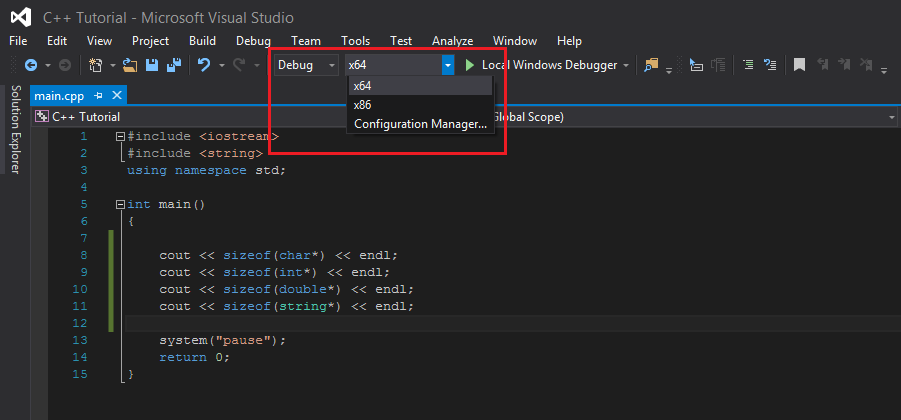 C++ Tutorial - Microsoft Visual Studio
File Edit View Project Build Debug Team Tools Test Analyze Window Help
Debug x64 Local Windows Debugger
x64
x86
Configuration Manager...
Solution Explorer
main.cpp
C++ Tutorial Global Scope)
1 #include <iostream>
2 #include <string>
3 using namespace std;
4
5 int main()
6 {
7
8 cout << sizeof(char*) << endl;
9 cout << sizeof(int*) << endl;
10 cout << sizeof(double*) << endl;
11 cout << sizeof(string*) << endl;
12
13 system("pause");
14 return 0;
15 }